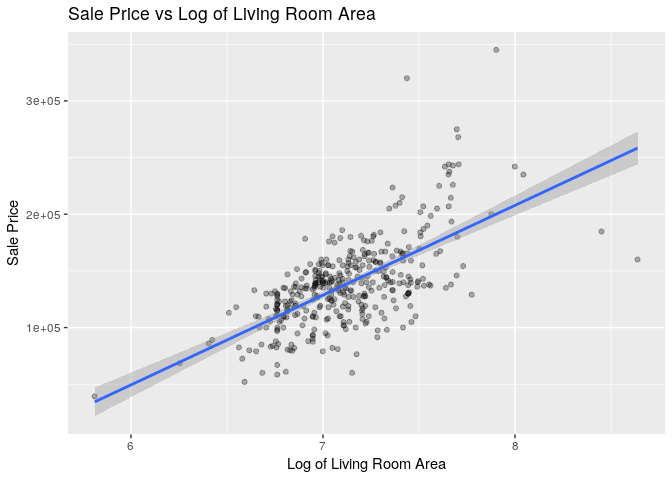 Sale Price vs Log of Living Room Area
3e+05
2e+05
1e+05
Sale Price
6 7 8
Log of Living Room Area